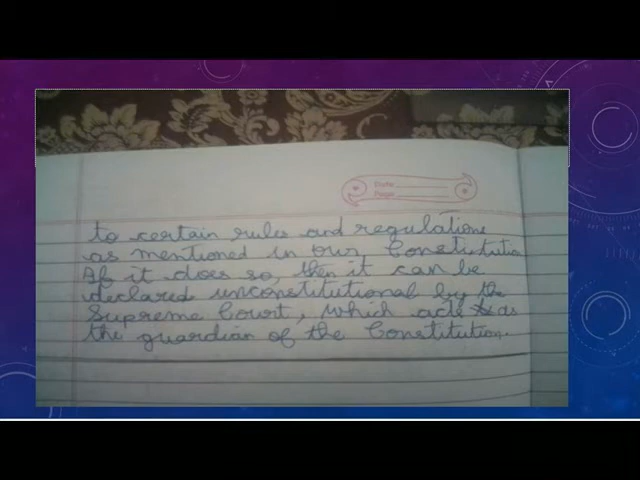 Date
Page
to certain rules and regulations
as mentioned in our Constitution
If it does so, then it can be
declared unconstitutional by the
Supreme Court, which acts as
the guardian of the Constitution.